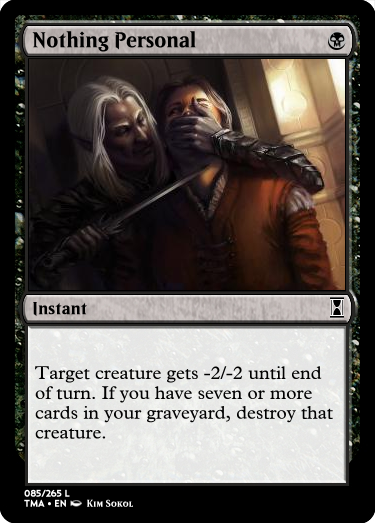 Nothing Personal
Instant
Target creature gets -2/-2 until end
of turn. If you have seven or more
cards in your graveyard, destroy that
creature.
085/265 L
TMA • EN Kim Sokol